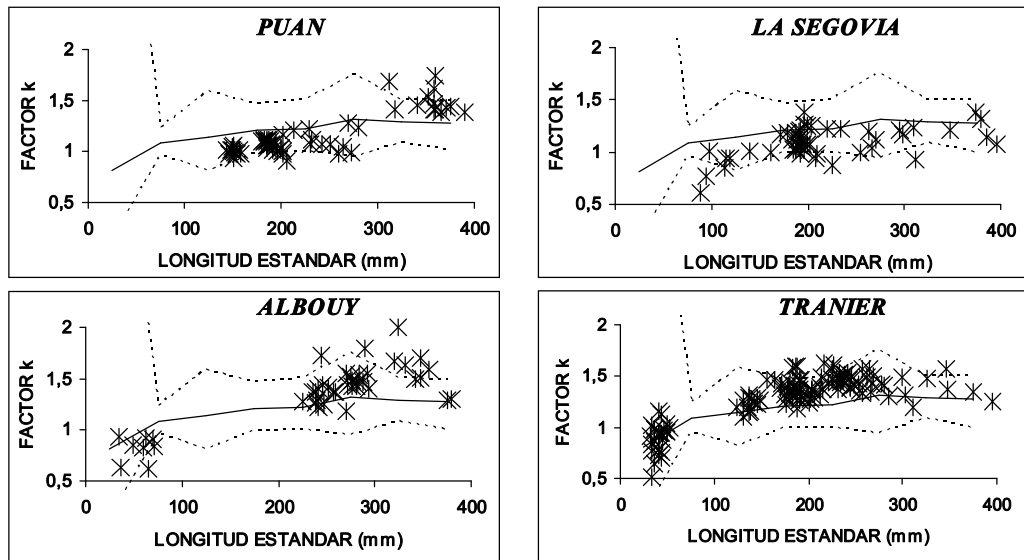 PUAN
2
1,5
1
0,5
FACTOR k
0 100 200 300 400
LONGITUD ESTANDAR (mm)
LA SEGOVIA
2
1,5
1
0,5
FACTOR k
0 100 200 300 400
LONGITUD ESTANDAR (mm)
ALBOUY
2
1,5
1
0,5
FACTOR k
0 100 200 300 400
LONGITUD ESTANDAR (mm)
TRANIER
2
1,5
1
0,5
FACTOR k
0 100 200 300 400
LONGITUD ESTANDAR (mm)